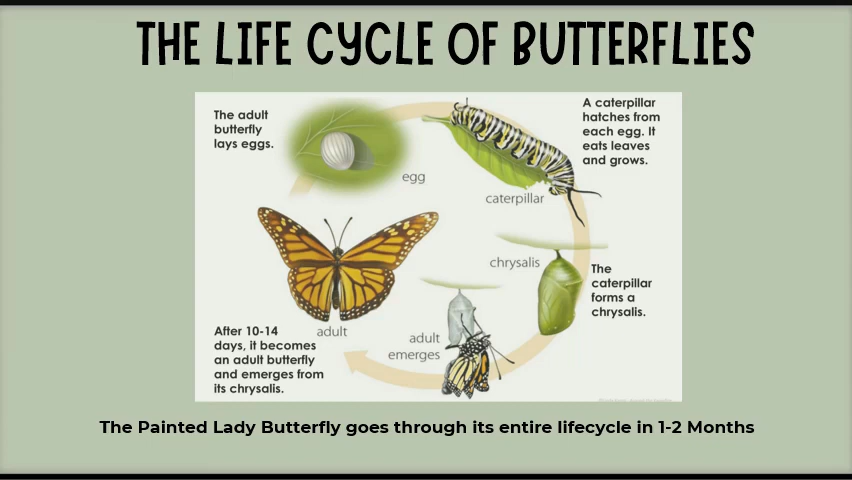 THE LIFE CYCLE OF BUTTERFLIES
The adult
butterfly
lays eggs.
egg
A caterpillar
hatches from
each egg. It
eats leaves
and grows.
caterpillar
chrysalis
The
caterpillar
forms a
chrysalis.
adult
emerges
adult
After 10-14
days, it becomes
an adult butterfly
and emerges from
its chrysalis.
The Painted Lady Butterfly goes through its entire lifecycle in 1-2 Months